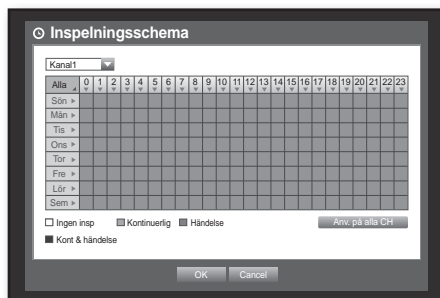 Inspelningsschema
Kanal1
Alla 0 1 2 3 4 5 6 7 8 9 10 11 12 13 14 15 16 17 18 19 20 21 22 23
Sön
Mån
Tis
Ons
Tor
Fre
Lör
Sem
Ingen insp Kontinuerlig Händelse Anv. på alla CH
Kont & händelse
OK Cancel